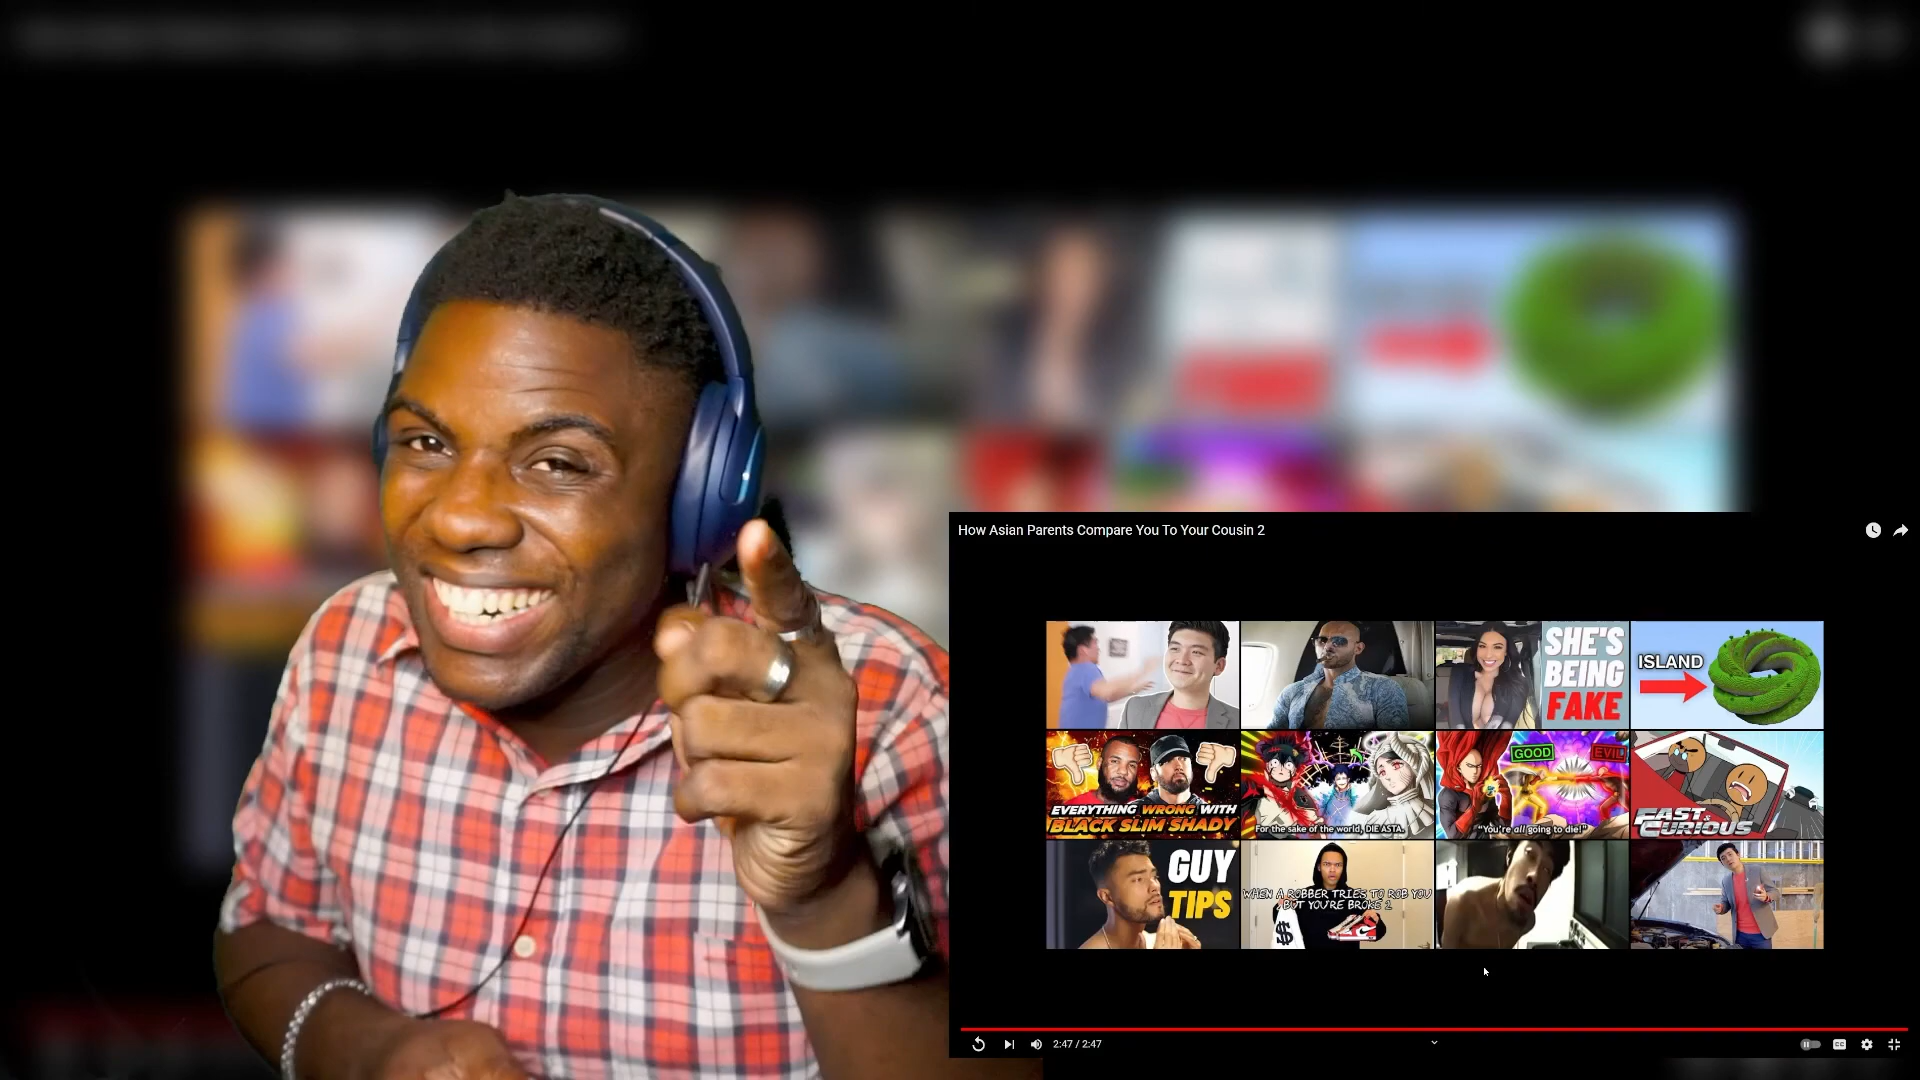 How Asian Parents Compare You To Your Cousin 2
SHE'S
BEING
FAKE
ISLAND
EVERYTHING WRONG WITH
BLACK SLIM SHADY
For the sake of the world, DIE ASTA.
GOOD
EVIL
"You're all going to die!"
FAST &
FURIOUS
GUY
TIPS
WHEN A ROBBER TRIES TO ROB YOU
BUT YOU'RE BROKE 2
$
2:47 / 2:47
CC